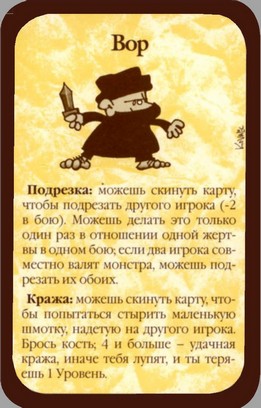 Вор
Подрезка: можешь скинуть карту,
чтобы подрезать другого игрока (-2
в бою). Можешь делать это только
один раз в отношении одной жерт-
вы в одном бою; если два игрока сов-
местно валят монстра, можешь под-
резать их обоих.
Кража: можешь скинуть карту, что-
бы попытаться стырить маленькую
шмотку, надетую на другого игрока.
Брось кость; 4 и больше – удачная
кража, иначе тебя лупят, и ты теря-
ешь 1 Уровень.